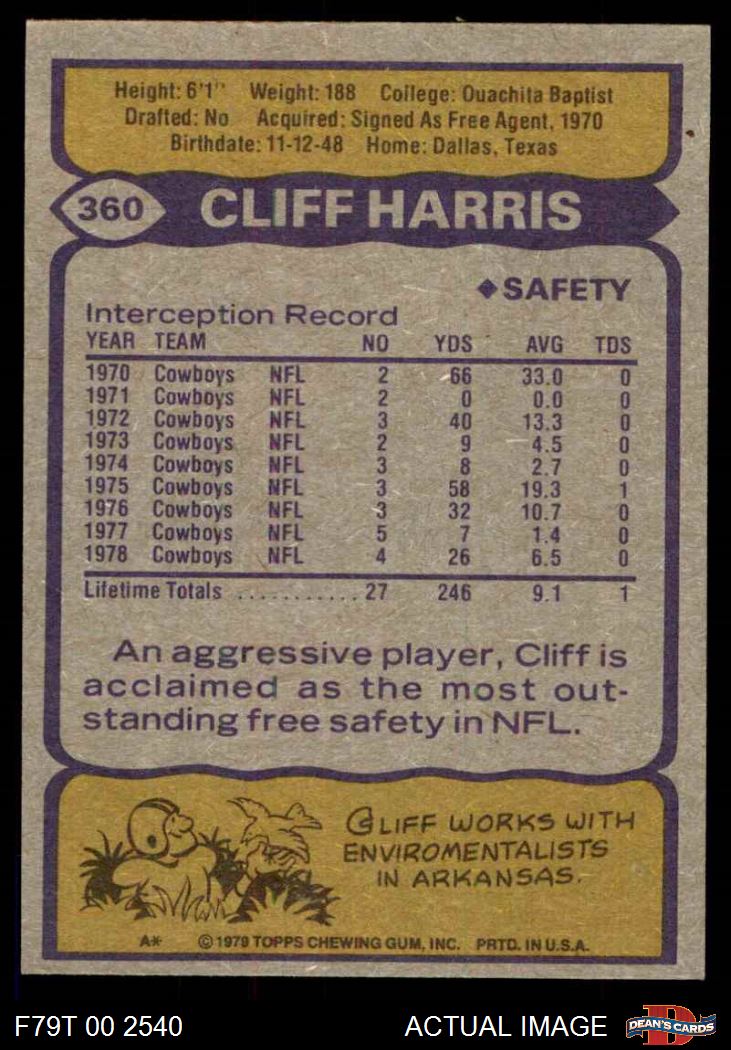 Height: 6'1" Weight: 188 College: Ouachita Baptist
Drafted: No Acquired: Signed As Free Agent, 1970
Birthdate: 11-12-48 Home: Dallas, Texas
360 CLIFF HARRIS
◆SAFETY
Interception Record
YEAR TEAM NO YDS AVG TDS
1970 Cowboys NFL 2 66 33.0 0
1971 Cowboys NFL 2 0 0.0 0
1972 Cowboys NFL 3 40 13.3 0
1973 Cowboys NFL 2 9 4.5 0
1974 Cowboys NFL 3 8 2.7 0
1975 Cowboys NFL 3 58 19.3 1
1976 Cowboys NFL 3 32 10.7 0
1977 Cowboys NFL 5 7 1.4 0
1978 Cowboys NFL 4 26 6.5 0
Lifetime Totals ........... 27 246 9.1 1
An aggressive player, Cliff is
acclaimed as the most out-
standing free safety in NFL.
CLIFF WORKS WITH
ENVIROMENTALISTS
IN ARKANSAS.
A* © 1979 TOPPS CHEWING GUM, INC. PRTD. IN U.S.A.
F79T 00 2540 ACTUAL IMAGE DEAN'S CARDS